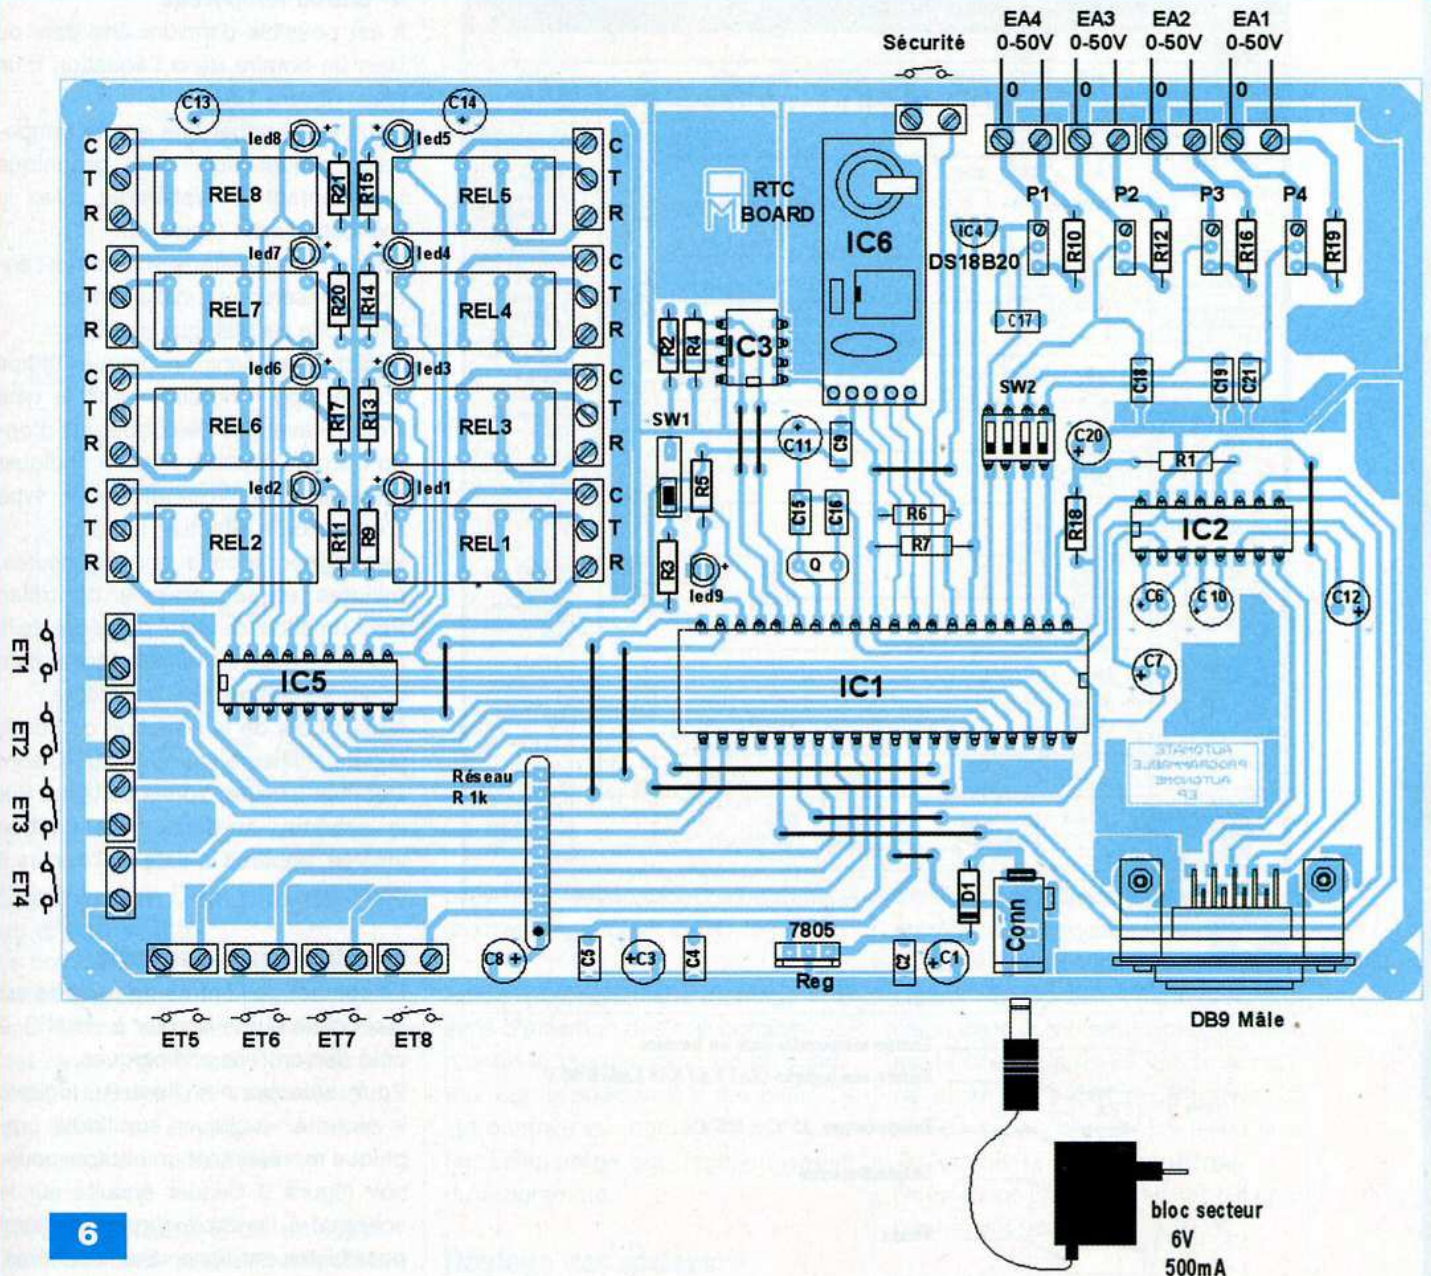 EA4 EA3 EA2 EA1
Sécurité 0-50V 0-50V 0-50V 0-50V
0 0 0 0
C13 C14
led8 led5
C C
T REL8 R21 R15 REL5 T
R R
RTC
BOARD
IC6
IC4
DS18B20
P1 R10 P2 R12 P3 R16 P4 R19
led7 led4
C C
T REL7 R20 R14 REL4 T
R R
R2 R4 IC3
C17
led6 led3
C C
T REL6 R17 R13 REL3 T
R R
SW1
C11 C9
SW2
C18 C19 C21
C20
R1
led2 led1
C C
T REL2 R11 R9 REL1 T
R R
R5
C15 C16
R6
R7
R18
IC2
R3
led9
Q
C6 C10 C12
ET1
IC5
IC1
C7
ET2
Réseau
R 1k
AUTOMATE
PROGRAMMABLE
AUTONOME
EP
ET3
ET4
D1
Conn
7805
C8 C5 C3 C4 C2 C1
Reg
ET5 ET6 ET7 ET8
DB9 Mâle
6
bloc secteur
6V
500mA